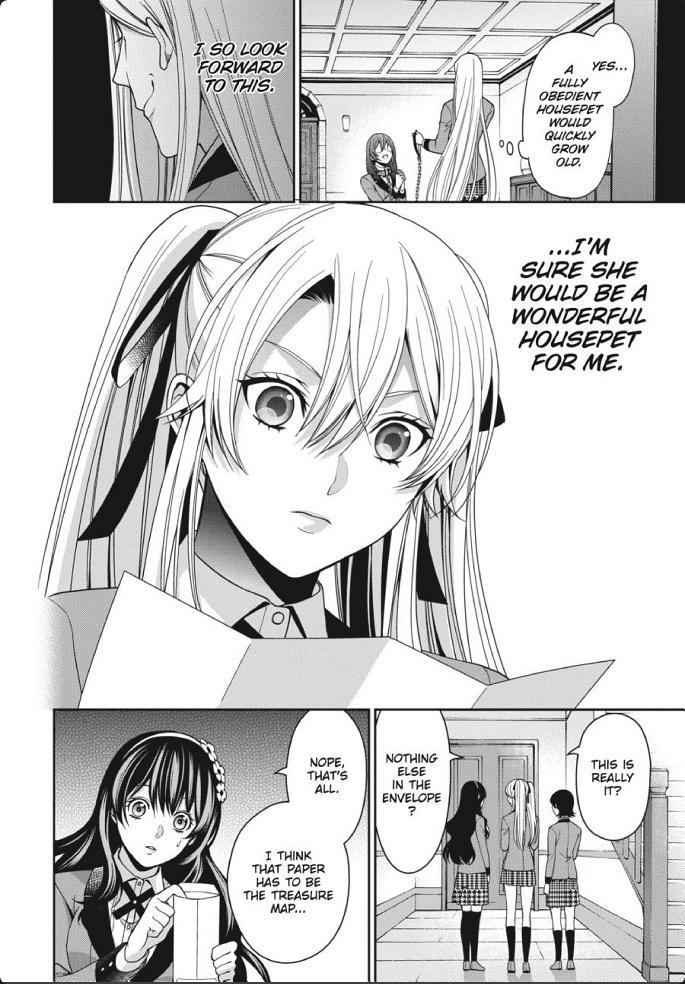 YES...
A
FULLY
OBEDIENT
HOUSEPET
WOULD
QUICKLY
GROW
OLD.
I SO LOOK
FORWARD
TO THIS.
...I'M
SURE SHE
WOULD BE A
WONDERFUL
HOUSEPET
FOR ME.
THIS IS
REALLY
IT?
NOTHING
ELSE
IN THE
ENVELOPE
?
NOPE,
THAT'S
ALL.
I THINK
THAT PAPER
HAS TO BE
THE TREASURE
MAP...